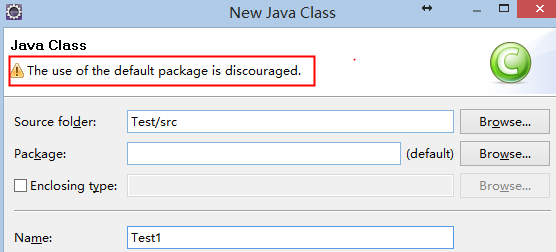 New Java Class
Java Class
The use of the default package is discouraged.
Source folder: Test/src Browse...
Package: (default) Browse...
Enclosing type: Browse...
Name: Test1